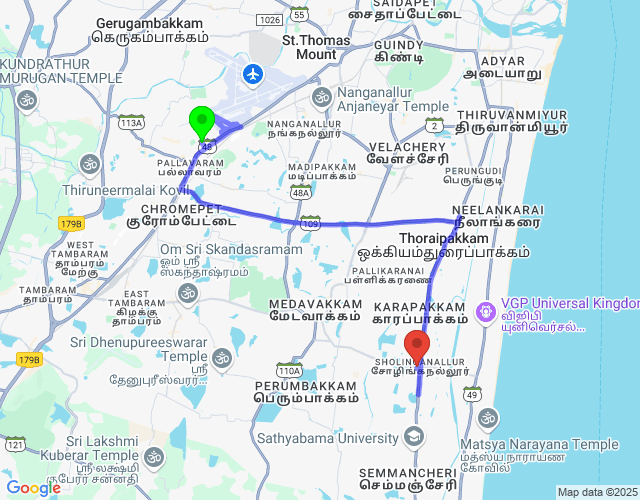 Gerugambakkam
கெருகம்பாக்கம்
1026
SAIDAPET
சைதாப்பேட்டை
GUINDY
கிண்டி
St.Thomas
Mount
KUNDRATHUR
MURUGAN TEMPLE
ADYAR
அடையாறு
Nanganallur
Anjaneyar Temple
113A
NANGANALLUR
நங்கநல்லூர்
2
THIRUVANMIYUR
திருவான்மியூர்
48
VELACHERY
வேளச்சேரி
PALLAVARAM
பல்லாவரம்
MADIPAKKAM
மடிப்பாக்கம்
PERUNGUDI
பெருங்குடி
Thiruneermalai Kovil
48A
CHROMEPET
குரோம்பேட்டை
NEELANKARAI
நீலாங்கரை
109
179B
Thoraipakkam
ஒக்கியம்துரைப்பாக்கம்
WEST
TAMBARAM
மேற்கு
தாம்பரம்
Om Sri Skandasramam
ஓம் ஸ்ரீ
ஸ்கந்தாஷ்ரமம்
PALLIKARANAI
பள்ளிக்கரணை
TAMBARAM
தாம்பரம்
EAST
TAMBARAM
கிழக்கு
தாம்பரம்
MEDAVAKKAM
மேடவாக்கம்
KARAPAKKAM
காரப்பாக்கம்
VGP Universal Kingdom
விஜிபி
யுனிவெர்சல்...
Sri Dhenupureeswarar
Temple
ஸ்ரீ
தேனுபுரீஸ்வரர்...
179B
SHOLINGANALLUR
சோழிங்கநல்லூர்
110A
PERUMBAKKAM
பெரும்பாக்கம்
49
121
Sri Lakshmi
Kuberar Temple
ஸ்ரீ லக்ஷ்மி
குபேரர் சன்னதி
Sathyabama University
Matsya Narayana Temple
மத்ஸ்ய நாராயண
கோவில்
SEMMANCHERI
செம்மஞ்சேரி
Google
Map data ©2025